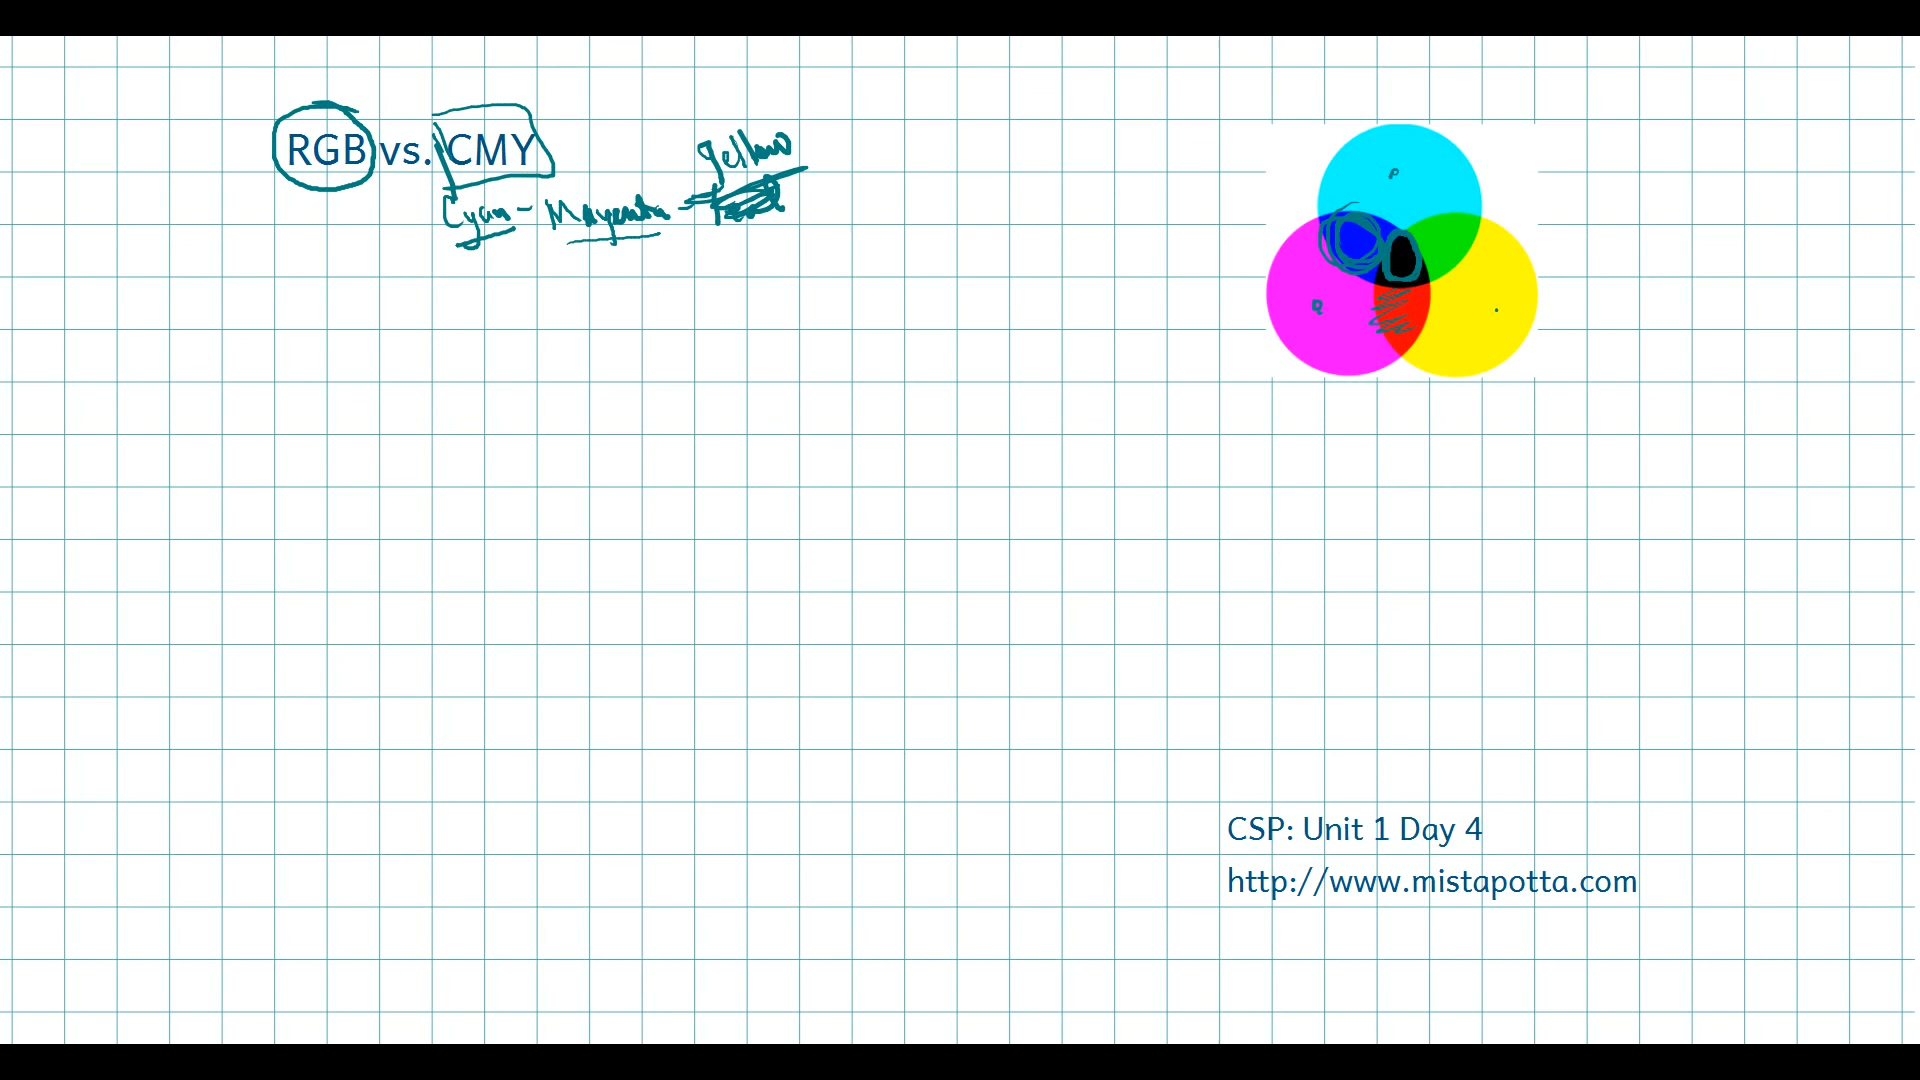 RGB vs. CMY
Yellow
Cyan - Magenta -
CSP: Unit 1 Day 4
http://www.mistapotta.com